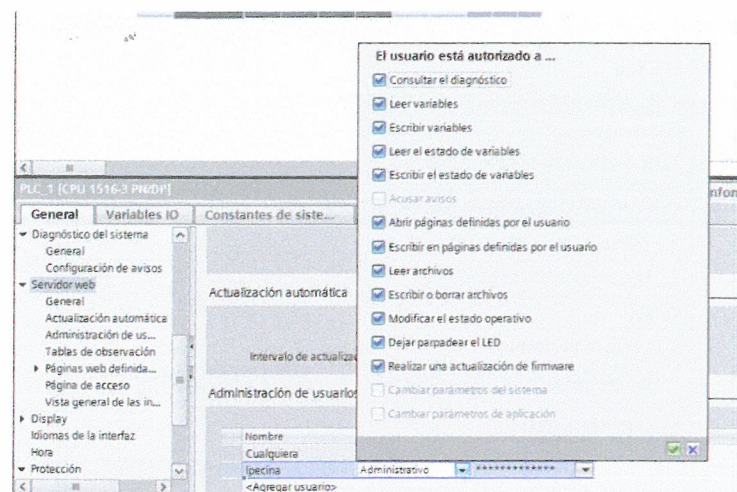 El usuario está autorizado a ...
Consultar el diagnóstico
Leer variables
Escribir variables
Leer el estado de variables
Escribir el estado de variables
Acusar avisos
Abrir páginas definidas por el usuario
Escribir en páginas definidas por el usuario
Leer archivos
Escribir o borrar archivos
Modificar el estado operativo
Dejar parpadear el LED
Realizar una actualización de firmware
Cambiar parámetros del sistema
Cambiar parámetros de aplicación
PLC_1 [CPU 1516-3 PN/DP]
General Variables IO Constantes de siste...
Diagnóstico del sistema
General
Configuración de avisos
Servidor web
General
Actualización automática
Administración de us...
Tablas de observación
Páginas web definida...
Página de acceso
Vista general de las in...
Display
Idiomas de la interfaz
Hora
Protección
Actualización automática
Intervalo de actualiza
Administración de usuarios
Nombre
Cualquiera
Ipecina Administrativo *************
<Agregar usuario>